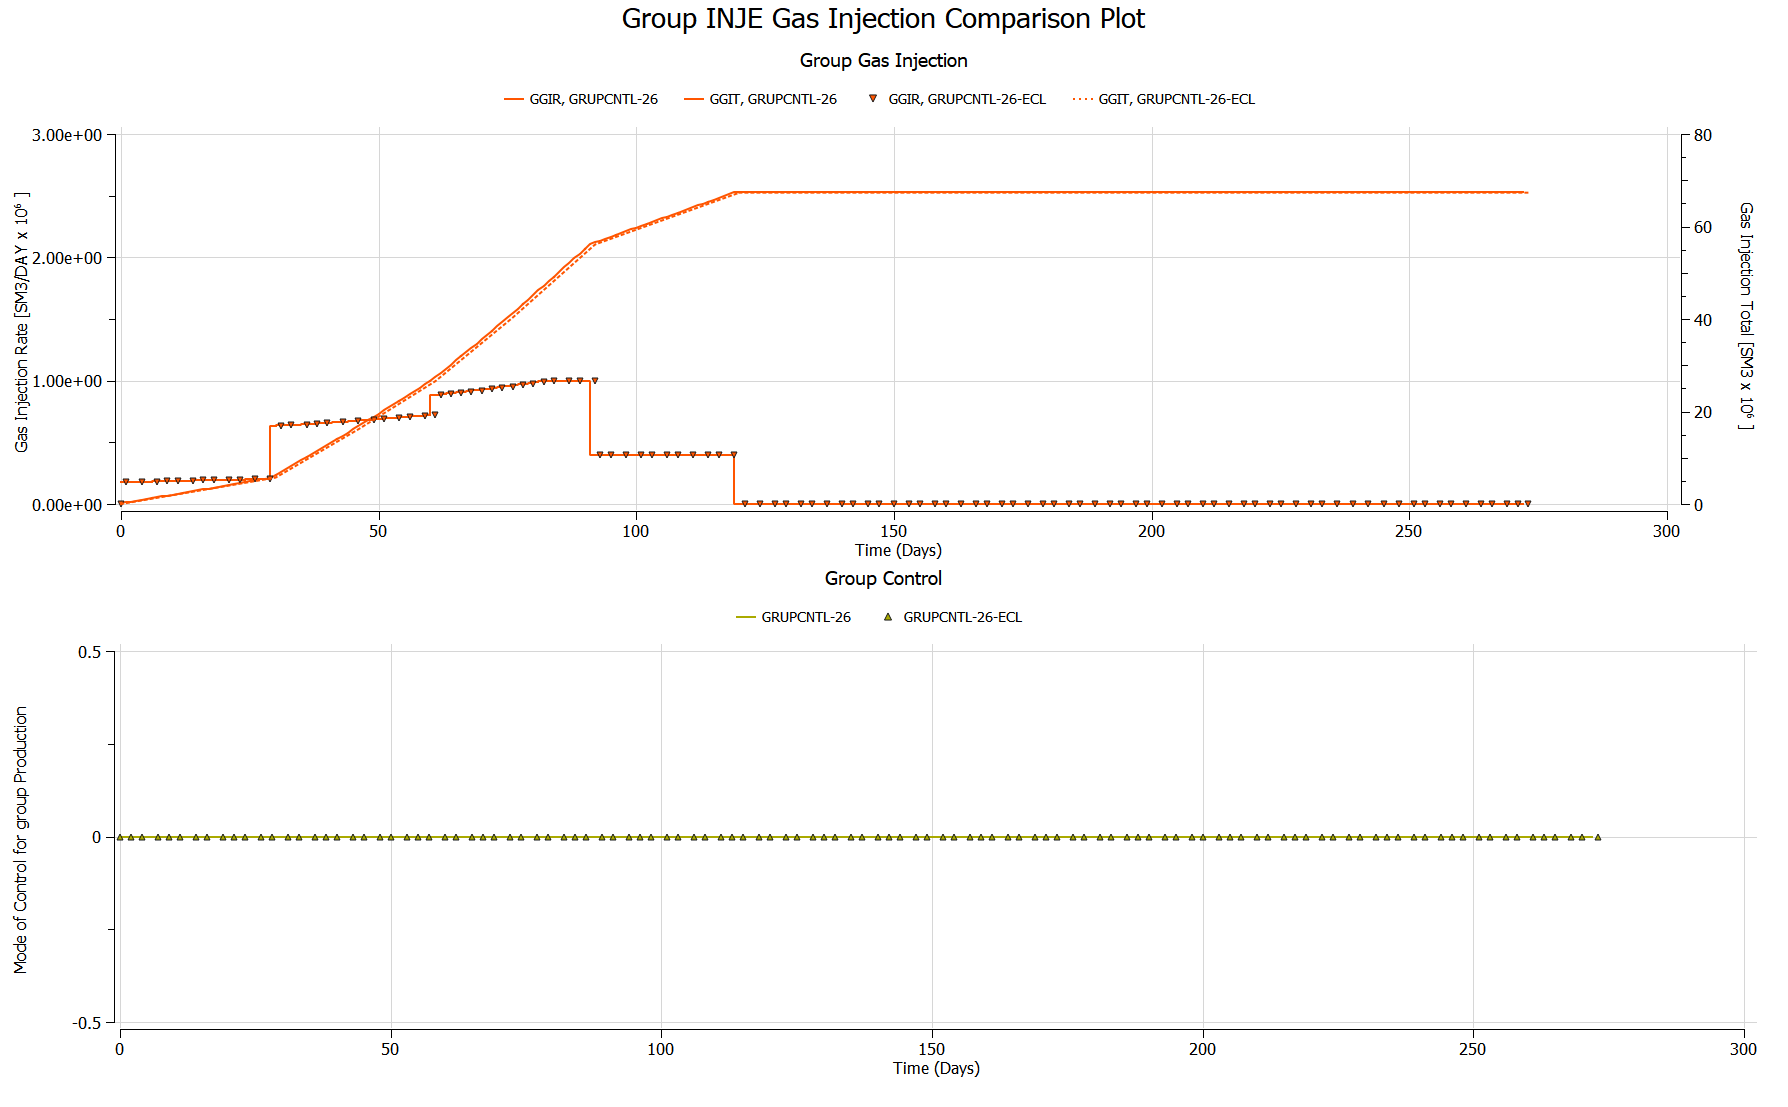 Group INJE Gas Injection Comparison Plot
Group Gas Injection
GGIR, GRUPCNTL-26 GGIT, GRUPCNTL-26 GGIR, GRUPCNTL-26-ECL GGIT, GRUPCNTL-26-ECL
Gas Injection Rate [SM3/DAY x 10⁶ ]
3.00e+00
2.00e+00
1.00e+00
0.00e+00
80
60
40
20
0
Gas Injection Total [SM3 x 10⁶ ]
0 50 100 150 200 250 300
Time (Days)
Group Control
GRUPCNTL-26 GRUPCNTL-26-ECL
Mode of Control for group Production
0.5
0
-0.5
0 50 100 150 200 250 300
Time (Days)